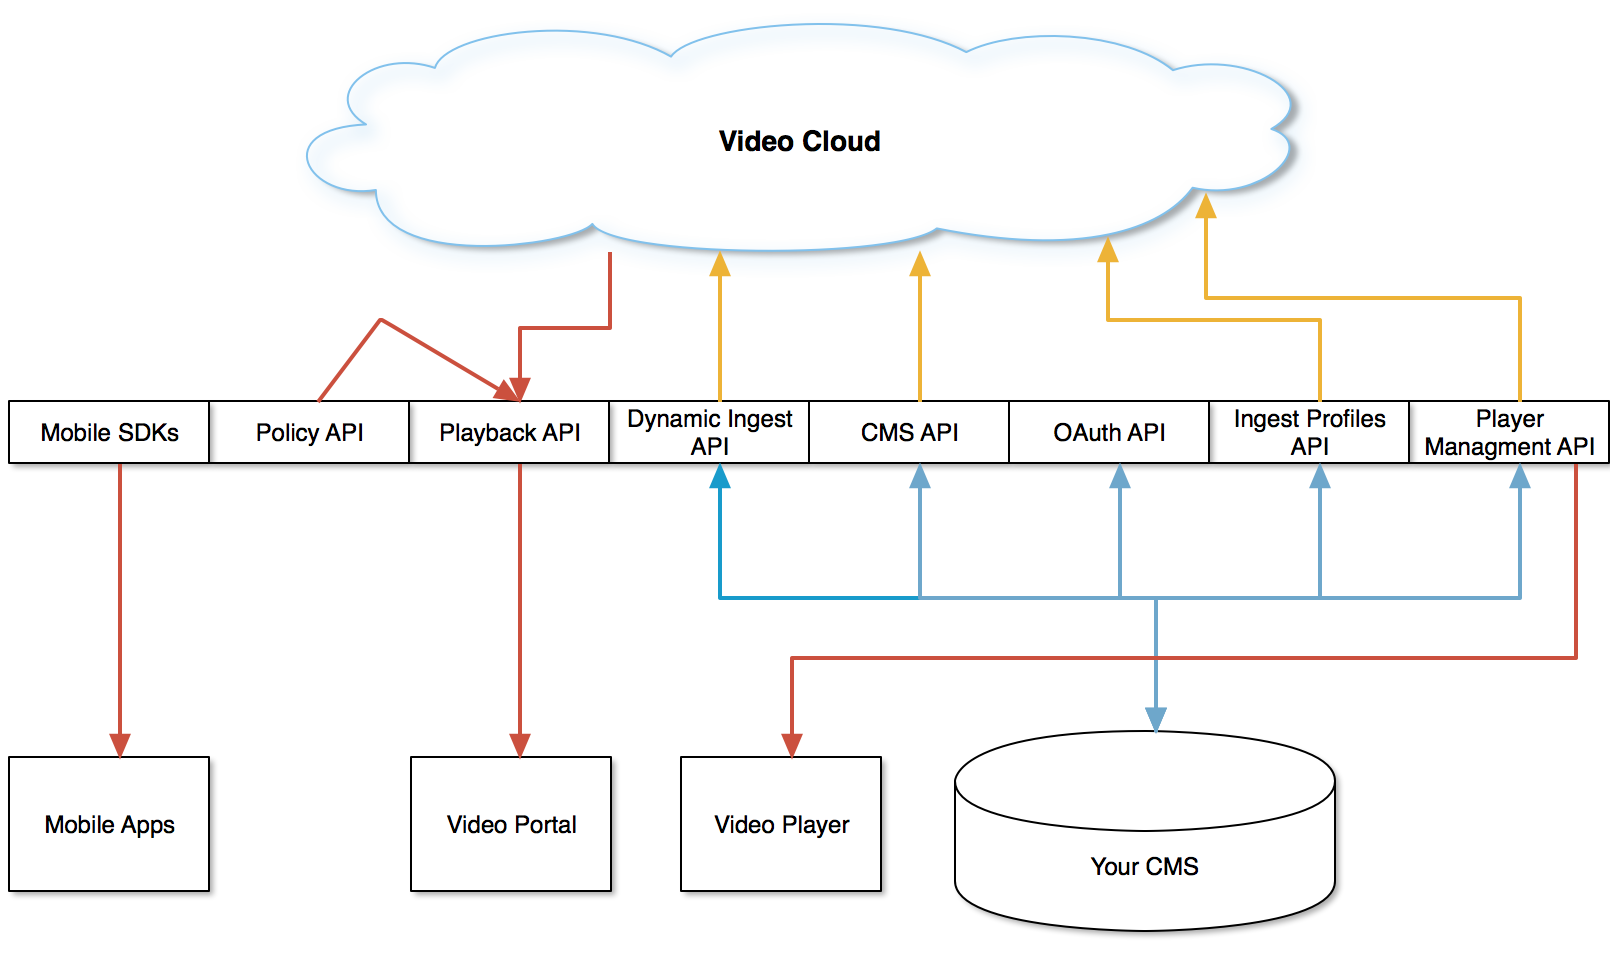 Video Cloud
Mobile SDKs
Policy API
Playback API
Dynamic Ingest
API
CMS API
OAuth API
Ingest Profiles
API
Player
Managment API
Mobile Apps
Video Portal
Video Player
Your CMS